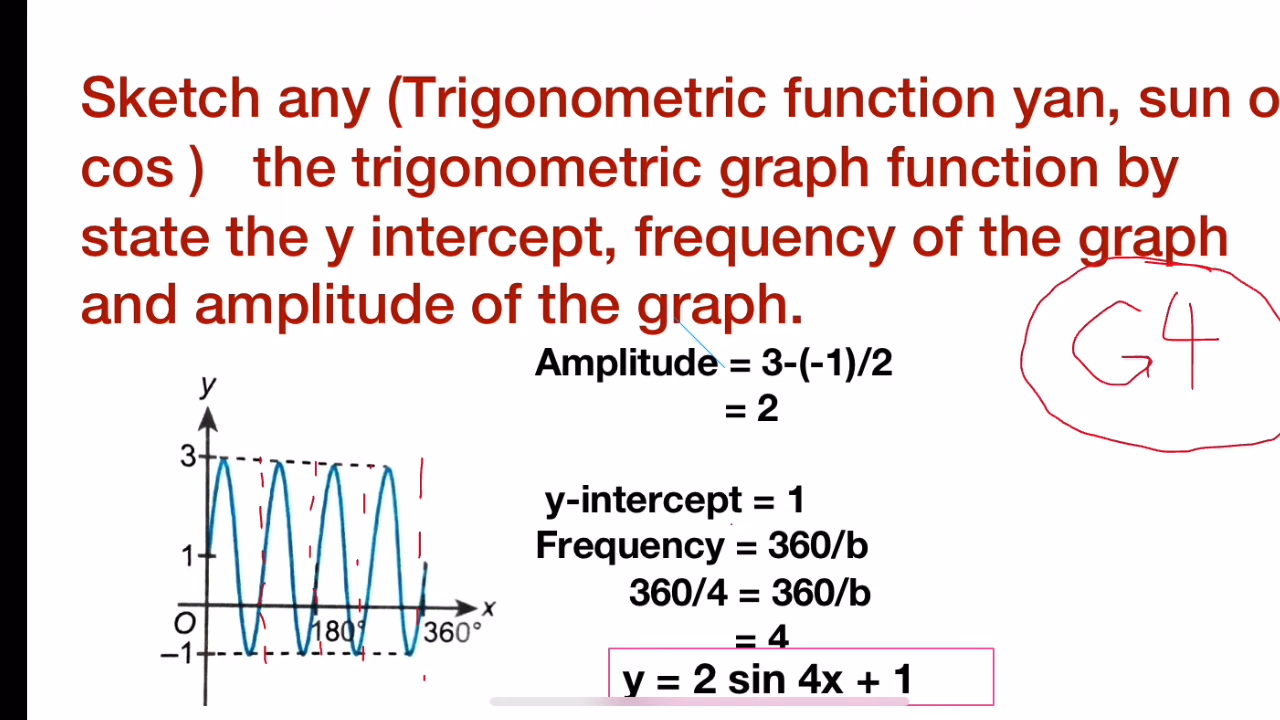 Sketch any (Trigonometric function yan, sun o
cos ) the trigonometric graph function by
state the y intercept, frequency of the graph
and amplitude of the graph.
G4
Amplitude = 3-(-1)/2
= 2
y-intercept = 1
Frequency = 360/b
360/4 = 360/b
= 4
y = 2 sin 4x + 1
y
3
1
O
180°
360°
x
–1